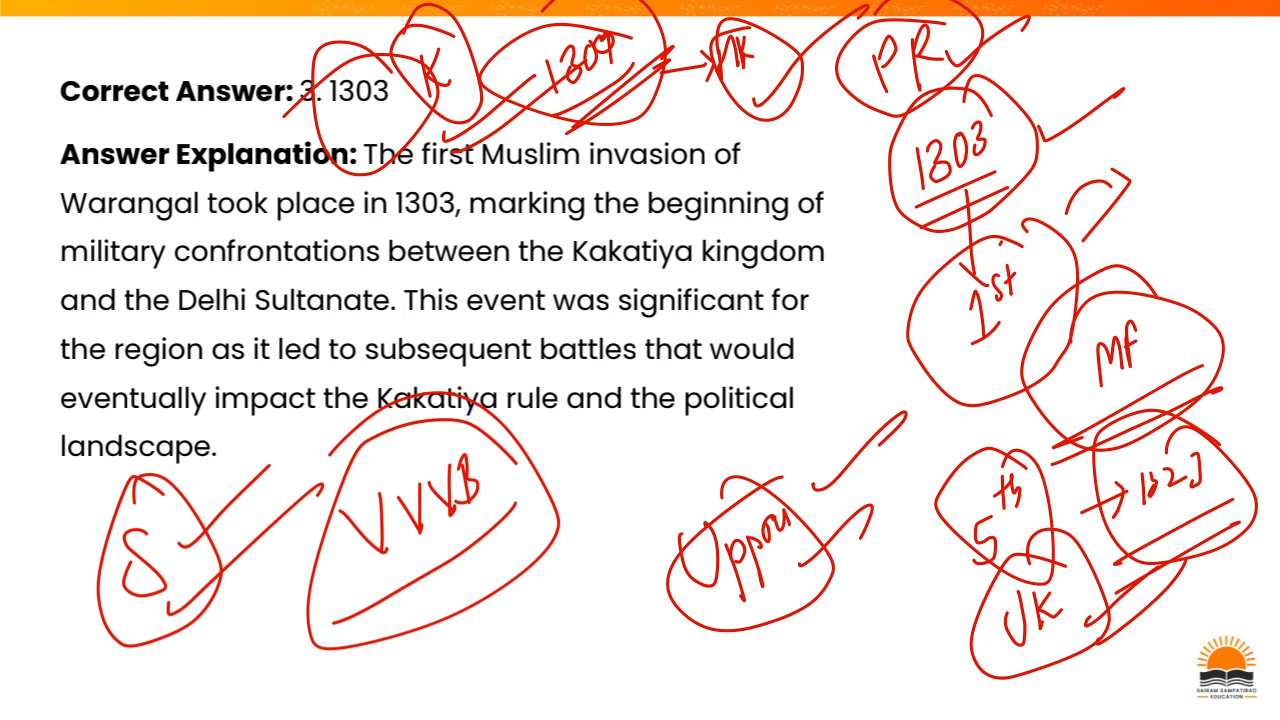 K
1309
MK
PR
Correct Answer: 3. 1303
1303
Answer Explanation: The first Muslim invasion of
Warangal took place in 1303, marking the beginning of
military confrontations between the Kakatiya kingdom
and the Delhi Sultanate. This event was significant for
1st
the region as it led to subsequent battles that would
MF
eventually impact the Kakatiya rule and the political
landscape.
S
VVVB
5th
→ 1323
UK
SAIRAM SAMPATIRAO
EDUCATION